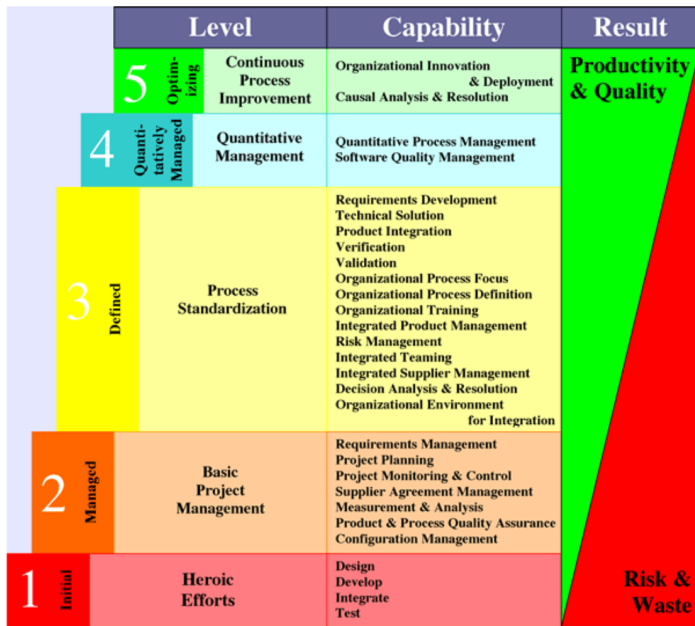 Level
Capability
Result
5
Optim-
izing
Continuous
Process
Improvement
Organizational Innovation
& Deployment
Causal Analysis & Resolution
Productivity
& Quality
4
Quanti-
tatively
Managed
Quantitative
Management
Quantitative Process Management
Software Quality Management
3
Defined
Process
Standardization
Requirements Development
Technical Solution
Product Integration
Verification
Validation
Organizational Process Focus
Organizational Process Definition
Organizational Training
Integrated Product Management
Risk Management
Integrated Teaming
Integrated Supplier Management
Decision Analysis & Resolution
Organizational Environment
for Integration
2
Managed
Basic
Project
Management
Requirements Management
Project Planning
Project Monitoring & Control
Supplier Agreement Management
Measurement & Analysis
Product & Process Quality Assurance
Configuration Management
1
Initial
Heroic
Efforts
Design
Develop
Integrate
Test
Risk &
Waste